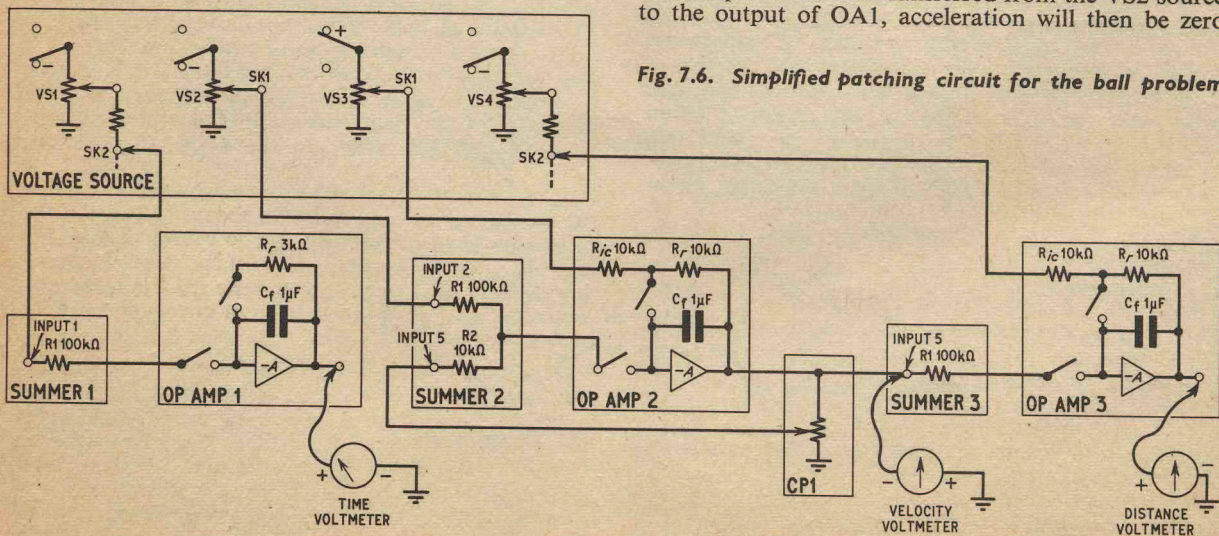 to the output of OA1, acceleration will then be zero
Fig. 7.6. Simplified patching circuit for the ball problem
+
-
-
-
VS1
VS2
VS3
VS4
SK1
SK1
SK2
SK2
VOLTAGE SOURCE
Rr 3kΩ
Cf 1μF
-A
INPUT 1
R1 100kΩ
SUMMER 1
OP AMP 1
INPUT 2
R1 100kΩ
INPUT 5
R2
10kΩ
SUMMER 2
Ric 10kΩ
Rr 10kΩ
Cf 1μF
-A
OP AMP 2
CP1
INPUT 5
R1 100kΩ
SUMMER 3
Ric 10kΩ
Rr 10kΩ
Cf 1μF
-A
OP AMP 3
+ -
TIME
VOLTMETER
- +
VELOCITY
VOLTMETER
+ -
DISTANCE
VOLTMETER